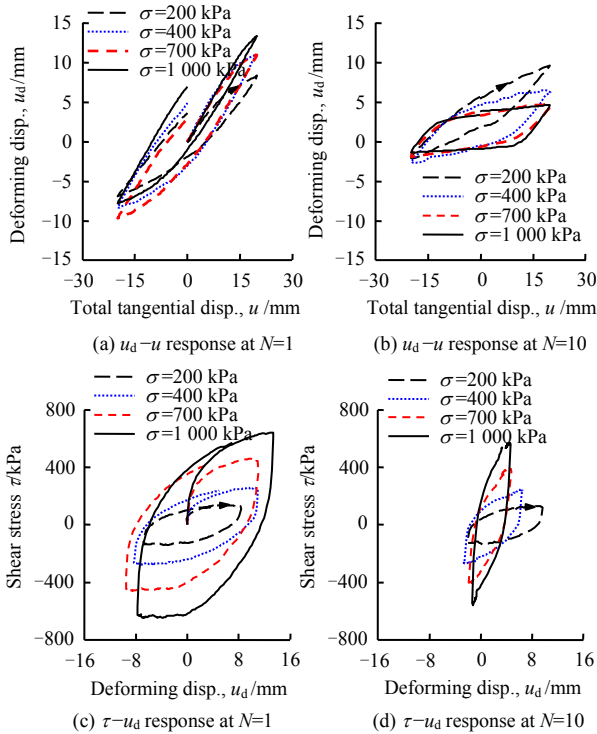 σ=200 kPa
σ=400 kPa
σ=700 kPa
σ=1 000 kPa
15
10
5
0
−5
−10
−15
−30 −15 0 15 30
Deforming disp., ud/mm
Total tangential disp., u/mm
(a) ud−u response at N=1
15
10
5
0
−5
−10
−15
−30 −15 0 15 30
Deforming disp., ud/mm
σ=200 kPa
σ=400 kPa
σ=700 kPa
σ=1 000 kPa
Total tangential disp., u/mm
(b) ud−u response at N=10
σ=200 kPa
σ=400 kPa
σ=700 kPa
σ=1 000 kPa
800
400
0
−400
−800
−16 −8 0 8 16
Shear stress τ/kPa
Deforming disp., ud/mm
(c) τ−ud response at N=1
σ=200 kPa
σ=400 kPa
σ=700 kPa
σ=1 000 kPa
800
400
0
−400
−800
−16 −8 0 8 16
Shear stress τ/kPa
Deforming disp., ud/mm
(d) τ−ud response at N=10